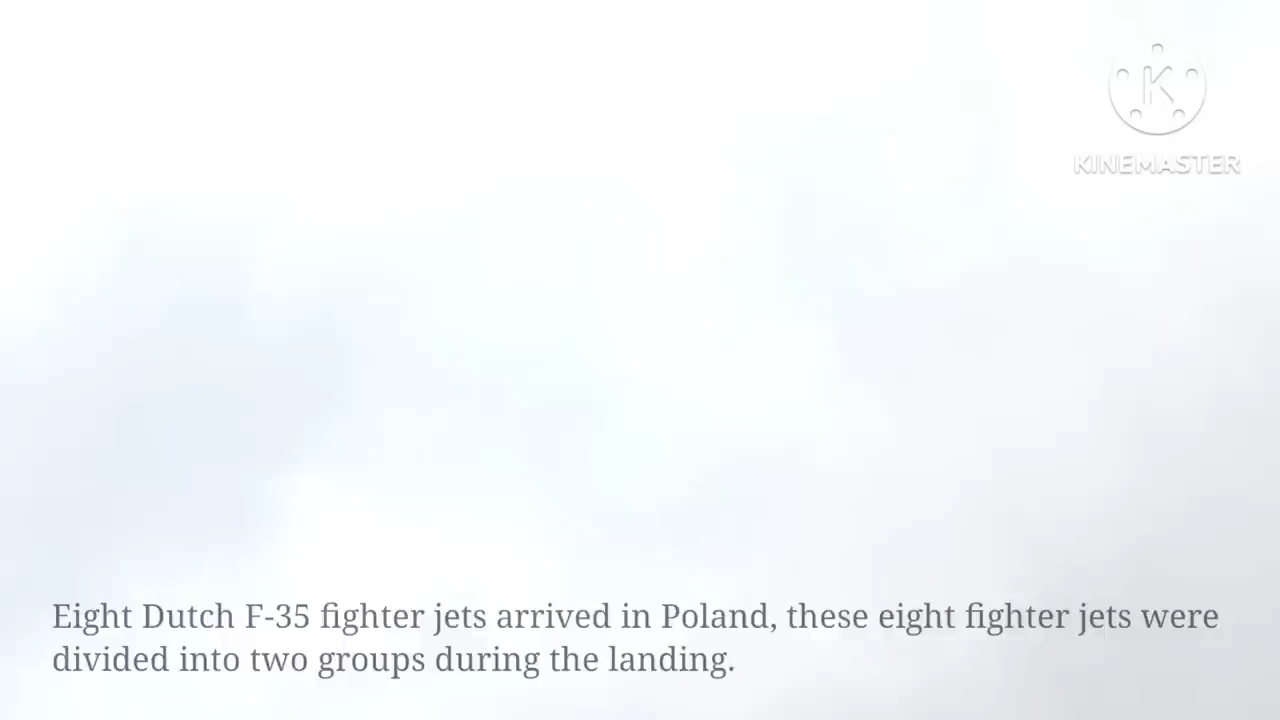 K
KINEMASTER
Eight Dutch F-35 fighter jets arrived in Poland, these eight fighter jets were
divided into two groups during the landing.